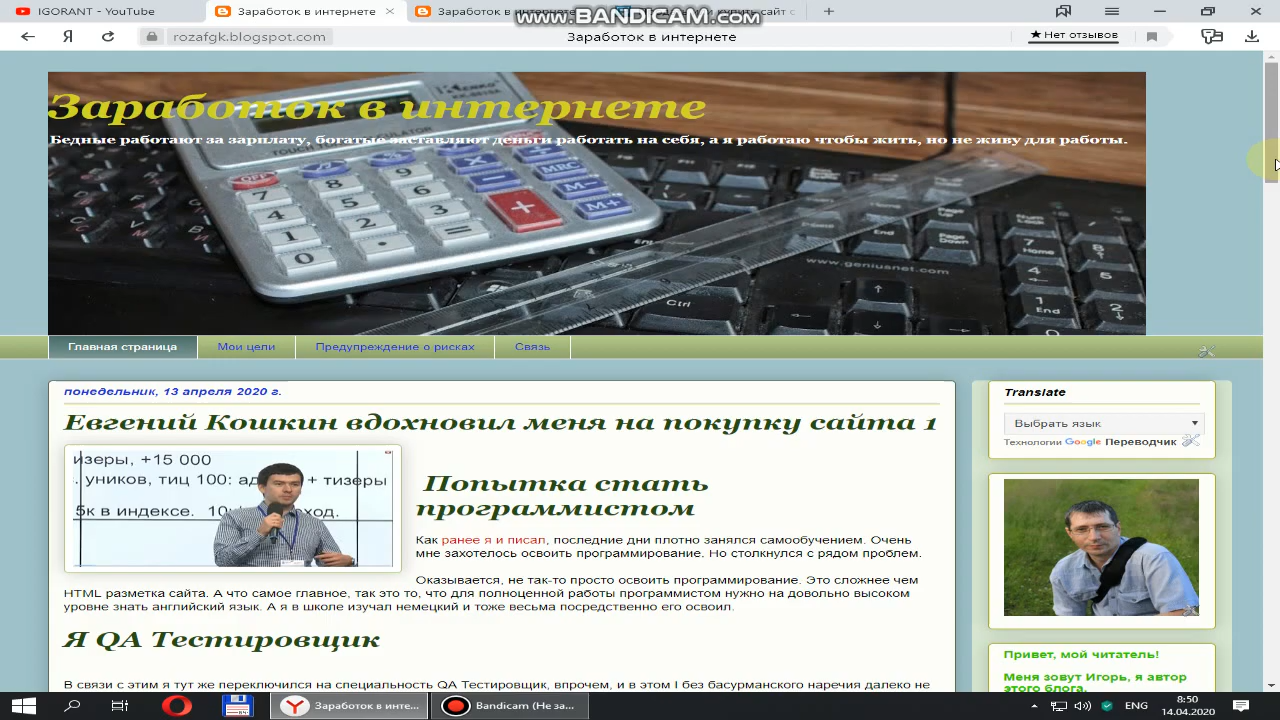 IGORANT - YouTube
Заработок в интернете
www.BANDICAM.com
rozafgk.blogspot.com
Заработок в интернете
★ Нет отзывов
Заработок в интернете
Бедные работают за зарплату, богатые заставляют деньги работать на себя, а я работаю чтобы жить, но не живу для работы.
www.geniusnet.com
Ctrl
End
Главная страница
Мои цели
Предупреждение о рисках
Связь
понедельник, 13 апреля 2020 г.
Евгений Кошкин вдохновил меня на покупку сайта 1
изеры, +15 000
. уников, тиц 100: ад + тизеры
5к в индексе. 10 ход.
Попытка стать
программистом
Как ранее я и писал, последние дни плотно занялся самообучением. Очень
мне захотелось освоить программирование. Но столкнулся с рядом проблем.
Оказывается, не так-то просто освоить программирование. Это сложнее чем
HTML разметка сайта. А что самое главное, так это то, что для полноценной работы программистом нужно на довольно высоком
уровне знать английский язык. А я в школе изучал немецкий и тоже весьма посредственно его освоил.
Я QA Тестировщик
В связи с этим я тут же переключился на специальность QA Тестировщик, впрочем, и в этом I без басурманского наречия далеко не
Translate
Выбрать язык
Технологии Google Переводчик
Привет, мой читатель!
Меня зовут Игорь, я автор
этого блога.
Заработок в инте...
Bandicam (Не за...
ENG
8:50
14.04.2020